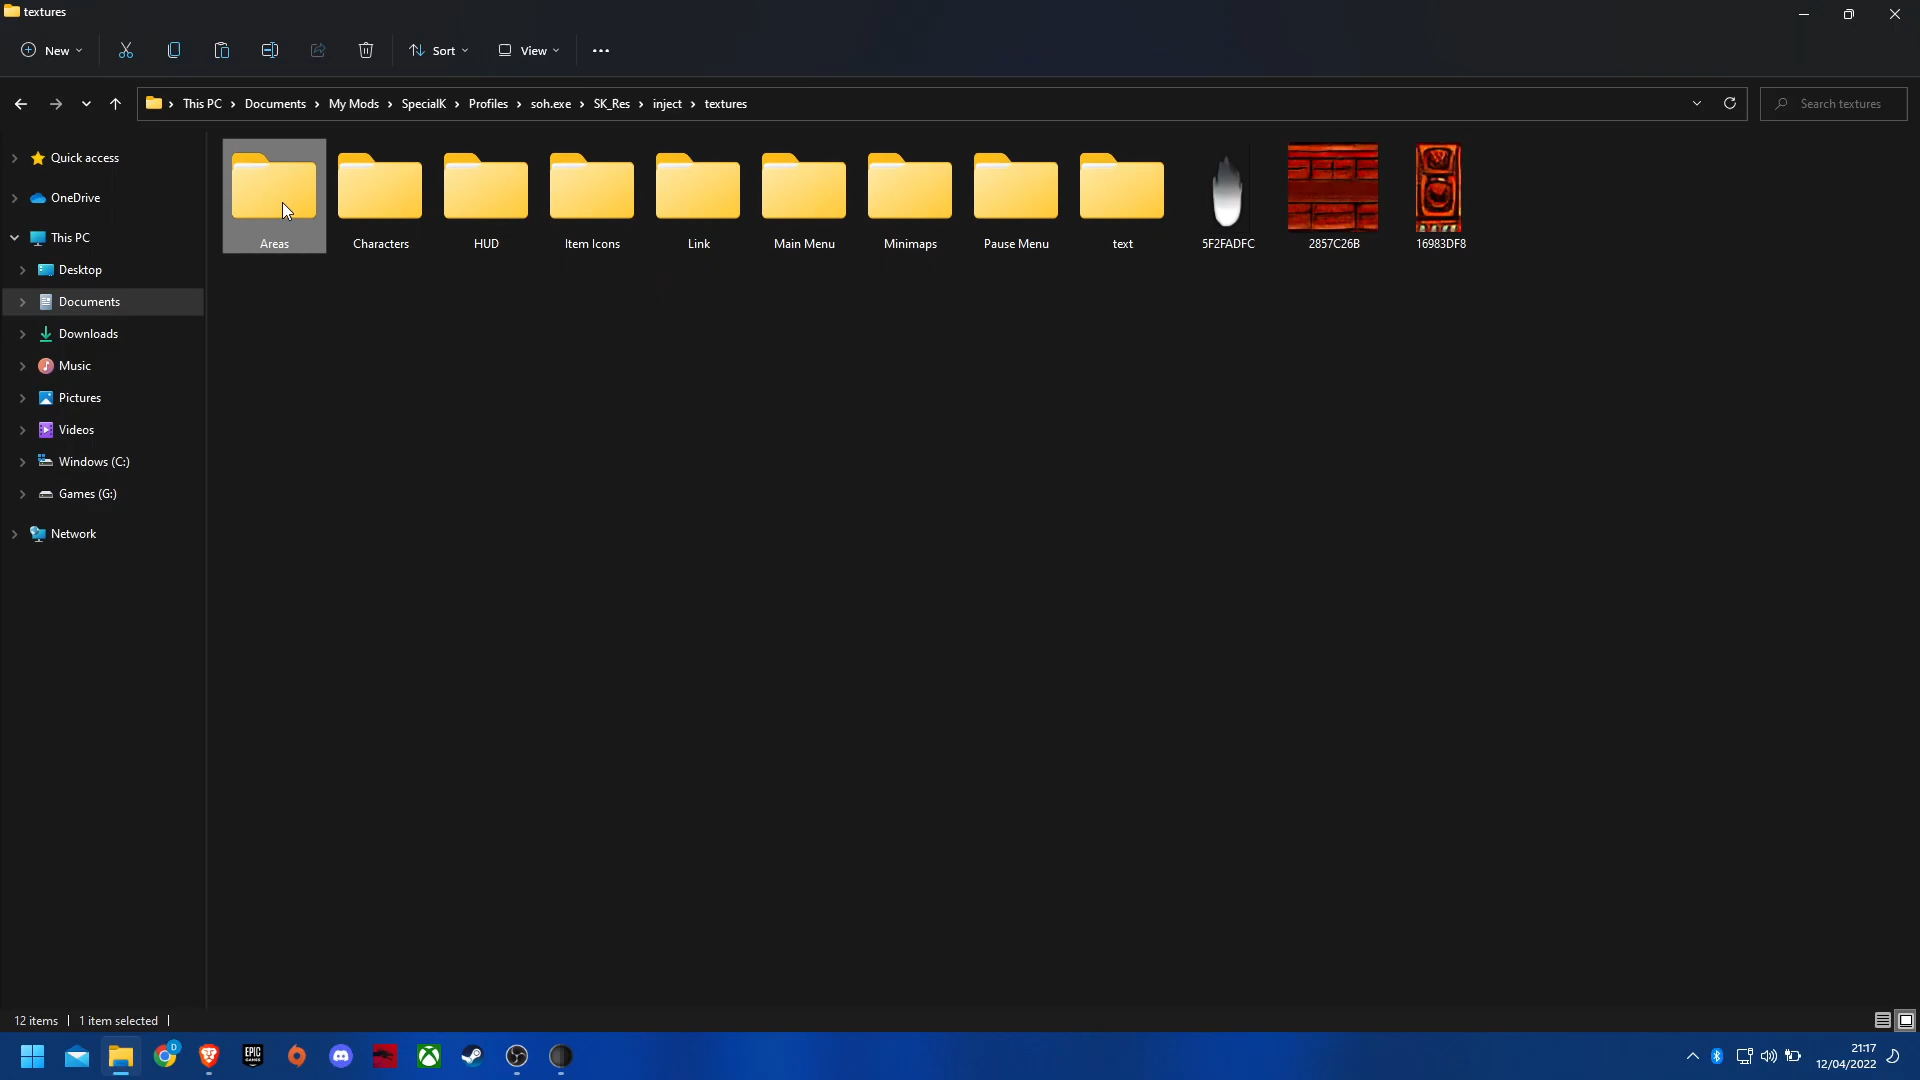 textures
New
Sort
View
This PC
Documents
My Mods
SpecialK
Profiles
soh.exe
SK_Res
inject
textures
Search textures
Quick access
OneDrive
This PC
Desktop
Documents
Downloads
Music
Pictures
Videos
Windows (C:)
Games (G:)
Network
Areas
Characters
HUD
Item Icons
Link
Main Menu
Minimaps
Pause Menu
text
5F2FADFC
2857C26B
16983DF8
12 items
1 item selected
D
EPIC
GAMES
21:17
12/04/2022